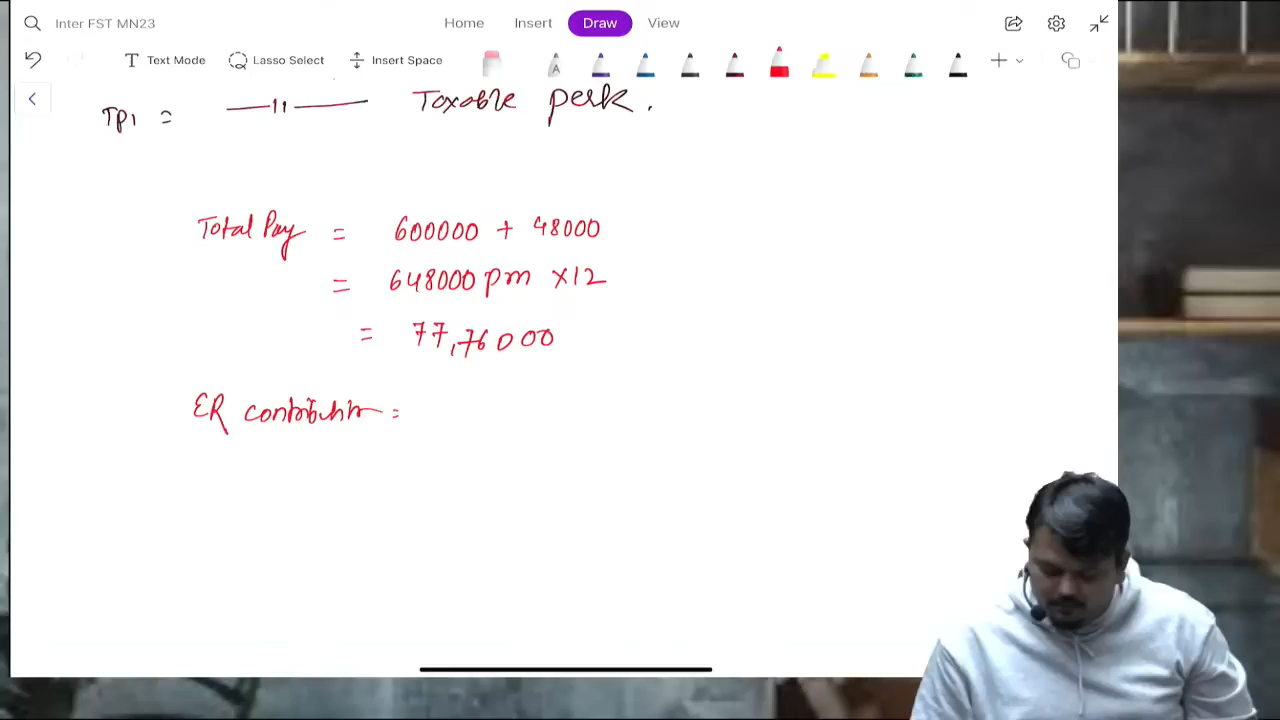 Inter FST MN23
Home Insert Draw View
Text Mode Lasso Select Insert Space
TP1 = —11— Taxable perk.
Total Pay = 600000 + 48000
= 648000 pm ×12
= 77,76000
ER contribution =